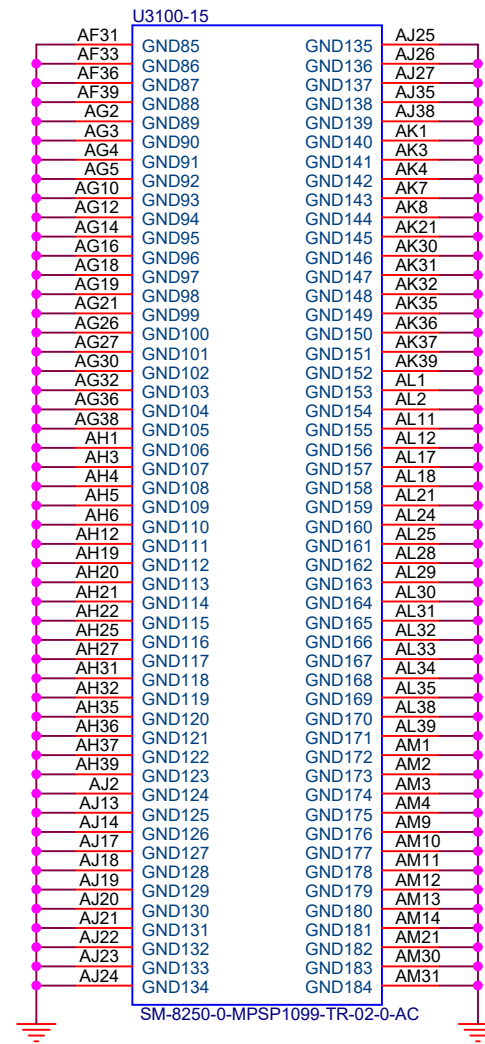 U3100-15
AF31 GND85 GND135 AJ25
AF33 GND86 GND136 AJ26
AF36 GND87 GND137 AJ27
AF39 GND88 GND138 AJ35
AG2 GND89 GND139 AJ38
AG3 GND90 GND140 AK1
AG4 GND91 GND141 AK3
AG5 GND92 GND142 AK4
AG10 GND93 GND143 AK7
AG12 GND94 GND144 AK8
AG14 GND95 GND145 AK21
AG16 GND96 GND146 AK30
AG18 GND97 GND147 AK31
AG19 GND98 GND148 AK32
AG21 GND99 GND149 AK35
AG26 GND100 GND150 AK36
AG27 GND101 GND151 AK37
AG30 GND102 GND152 AK39
AG32 GND103 GND153 AL1
AG36 GND104 GND154 AL2
AG38 GND105 GND155 AL11
AH1 GND106 GND156 AL12
AH3 GND107 GND157 AL17
AH4 GND108 GND158 AL18
AH5 GND109 GND159 AL21
AH6 GND110 GND160 AL24
AH12 GND111 GND161 AL25
AH19 GND112 GND162 AL28
AH20 GND113 GND163 AL29
AH21 GND114 GND164 AL30
AH22 GND115 GND165 AL31
AH25 GND116 GND166 AL32
AH27 GND117 GND167 AL33
AH31 GND118 GND168 AL34
AH32 GND119 GND169 AL35
AH35 GND120 GND170 AL38
AH36 GND121 GND171 AL39
AH37 GND122 GND172 AM1
AH39 GND123 GND173 AM2
AJ2 GND124 GND174 AM3
AJ13 GND125 GND175 AM4
AJ14 GND126 GND176 AM9
AJ17 GND127 GND177 AM10
AJ18 GND128 GND178 AM11
AJ19 GND129 GND179 AM12
AJ20 GND130 GND180 AM13
AJ21 GND131 GND181 AM14
AJ22 GND132 GND182 AM21
AJ23 GND133 GND183 AM30
AJ24 GND134 GND184 AM31
SM-8250-0-MPSP1099-TR-02-0-AC